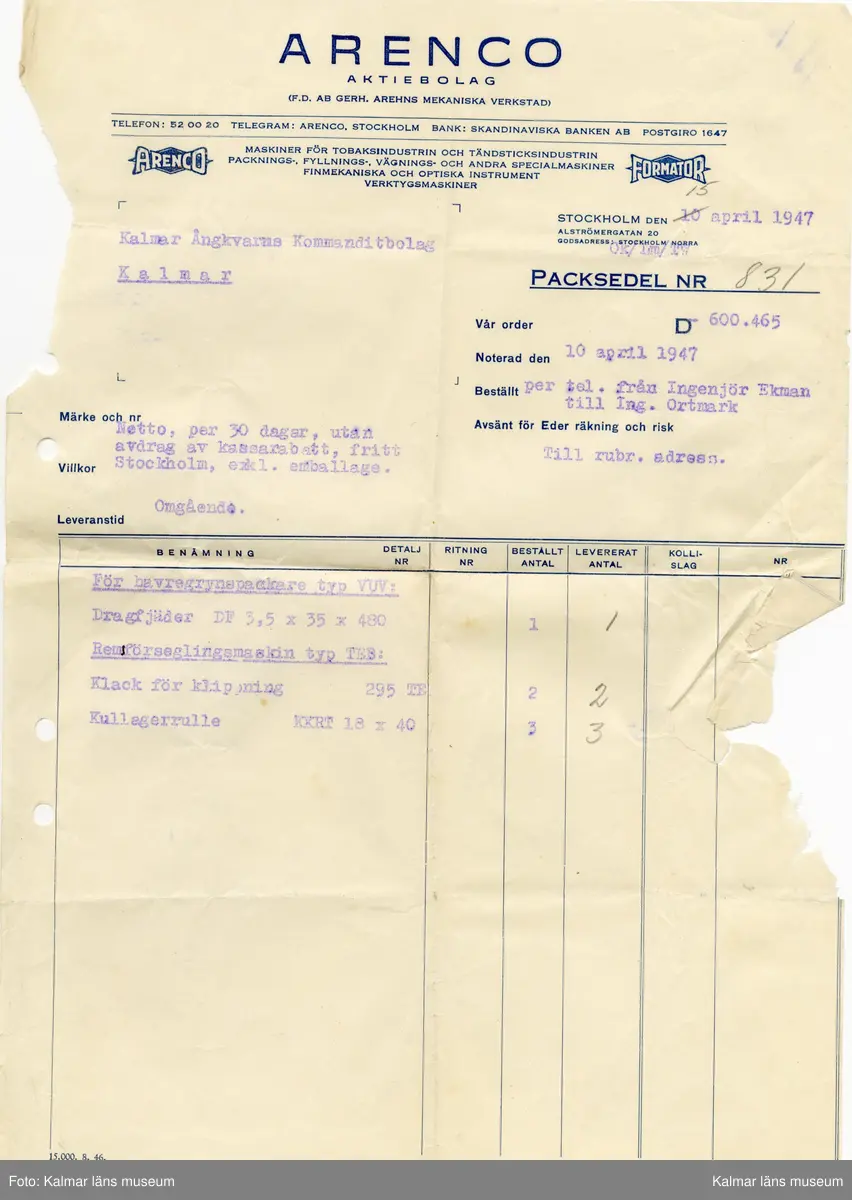 ARENCO
AKTIEBOLAG
(F.D. AB GERH. AREHNS MEKANISKA VERKSTAD)
TELEFON: 52 00 20 TELEGRAM: ARENCO, STOCKHOLM BANK: SKANDINAVISKA BANKEN AB POSTGIRO 1647
ARENCO
MASKINER FÖR TOBAKSINDUSTRIN OCH TÄNDSTICKSINDUSTRIN
PACKNINGS-, FYLLNINGS-, VÄGNINGS- OCH ANDRA SPECIALMASKINER
FINMEKANISKA OCH OPTISKA INSTRUMENT
VERKTYGSMASKINER
FORMATOR
15
STOCKHOLM DEN 10 april 1947
ALSTRÖMERGATAN 20
GODSADRESS: STOCKHOLM NORRA
Kalmar Ångkvarns Kommanditbolag
Kalmar
PACKSEDEL NR 831
Vår order D- 600.465
Noterad den 10 april 1947
Beställt per tel. från Ingenjör Ekman
till Ing. Ortmark
Avsänt för Eder räkning och risk
Till rubr. adress.
Märke och nr
Netto, per 30 dagar, utan
avdrag av kassarabatt, fritt
Villkor Stockholm, exkl. emballage.
Omgående.
Leveranstid
BENÄMNING DETALJ NR RITNING NR BESTÄLLT ANTAL LEVERERAT ANTAL KOLLI-SLAG NR
För havregrynspackare typ VUV:
Dragfjäder DF 3,5 x 35 x 480 1 1
Remsförseglingsmaskin typ TEB:
Klack för klippning 295 TE 2 2
Kullagerrulle KKRT 18 x 40 3 3
15.000. 8. 46.
Foto: Kalmar läns museum
Kalmar läns museum